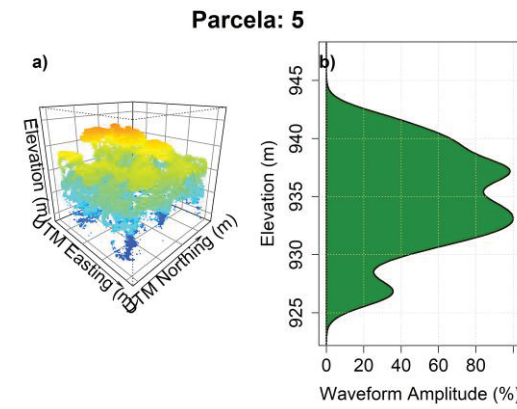 Parcela: 5
a)
Elevation (m)
UTM Easting (m)
UTM Northing (m)
b)
Elevation (m)
945
940
935
930
925
0 20 40 60 80
Waveform Amplitude (%)